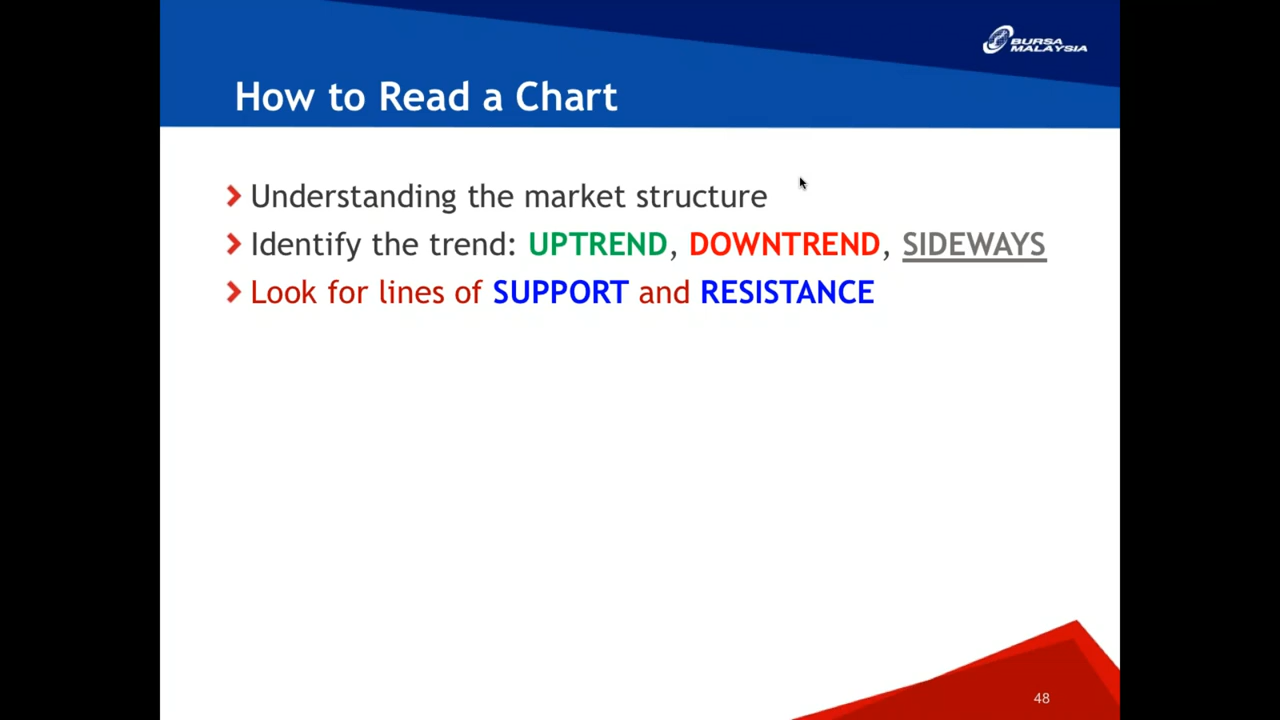 BURSA
MALAYSIA
How to Read a Chart
Understanding the market structure
Identify the trend: UPTREND, DOWNTREND, SIDEWAYS
Look for lines of SUPPORT and RESISTANCE
48